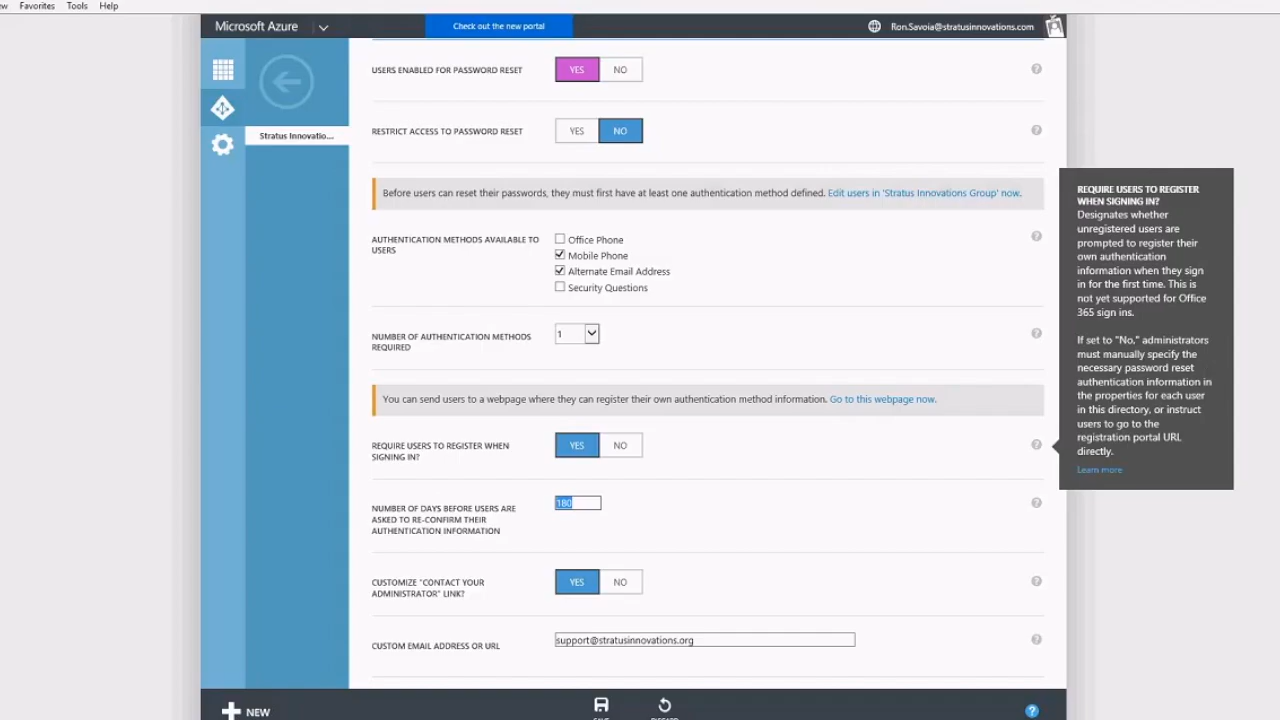 Favorites Tools Help
Microsoft Azure
Check out the new portal
Ron.Savoia@stratusinnovations.com
USERS ENABLED FOR PASSWORD RESET
YES NO
?
Stratus Innovatio...
RESTRICT ACCESS TO PASSWORD RESET
YES NO
?
Before users can reset their passwords, they must first have at least one authentication method defined. Edit users in 'Stratus Innovations Group' now.
AUTHENTICATION METHODS AVAILABLE TO
USERS
Office Phone
Mobile Phone
Alternate Email Address
Security Questions
?
NUMBER OF AUTHENTICATION METHODS
REQUIRED
1
?
You can send users to a webpage where they can register their own authentication method information. Go to this webpage now.
REQUIRE USERS TO REGISTER WHEN
SIGNING IN?
YES NO
?
NUMBER OF DAYS BEFORE USERS ARE
ASKED TO RE-CONFIRM THEIR
AUTHENTICATION INFORMATION
180
?
CUSTOMIZE "CONTACT YOUR
ADMINISTRATOR" LINK?
YES NO
?
CUSTOM EMAIL ADDRESS OR URL
support@stratusinnovations.org
?
REQUIRE USERS TO REGISTER
WHEN SIGNING IN?
Designates whether
unregistered users are
prompted to register their
own authentication
information when they sign
in for the first time. This is
not yet supported for Office
365 sign ins.
If set to "No," administrators
must manually specify the
necessary password reset
authentication information in
the properties for each user
in this directory, or instruct
users to go to the
registration portal URL
directly.
Learn more
NEW
?